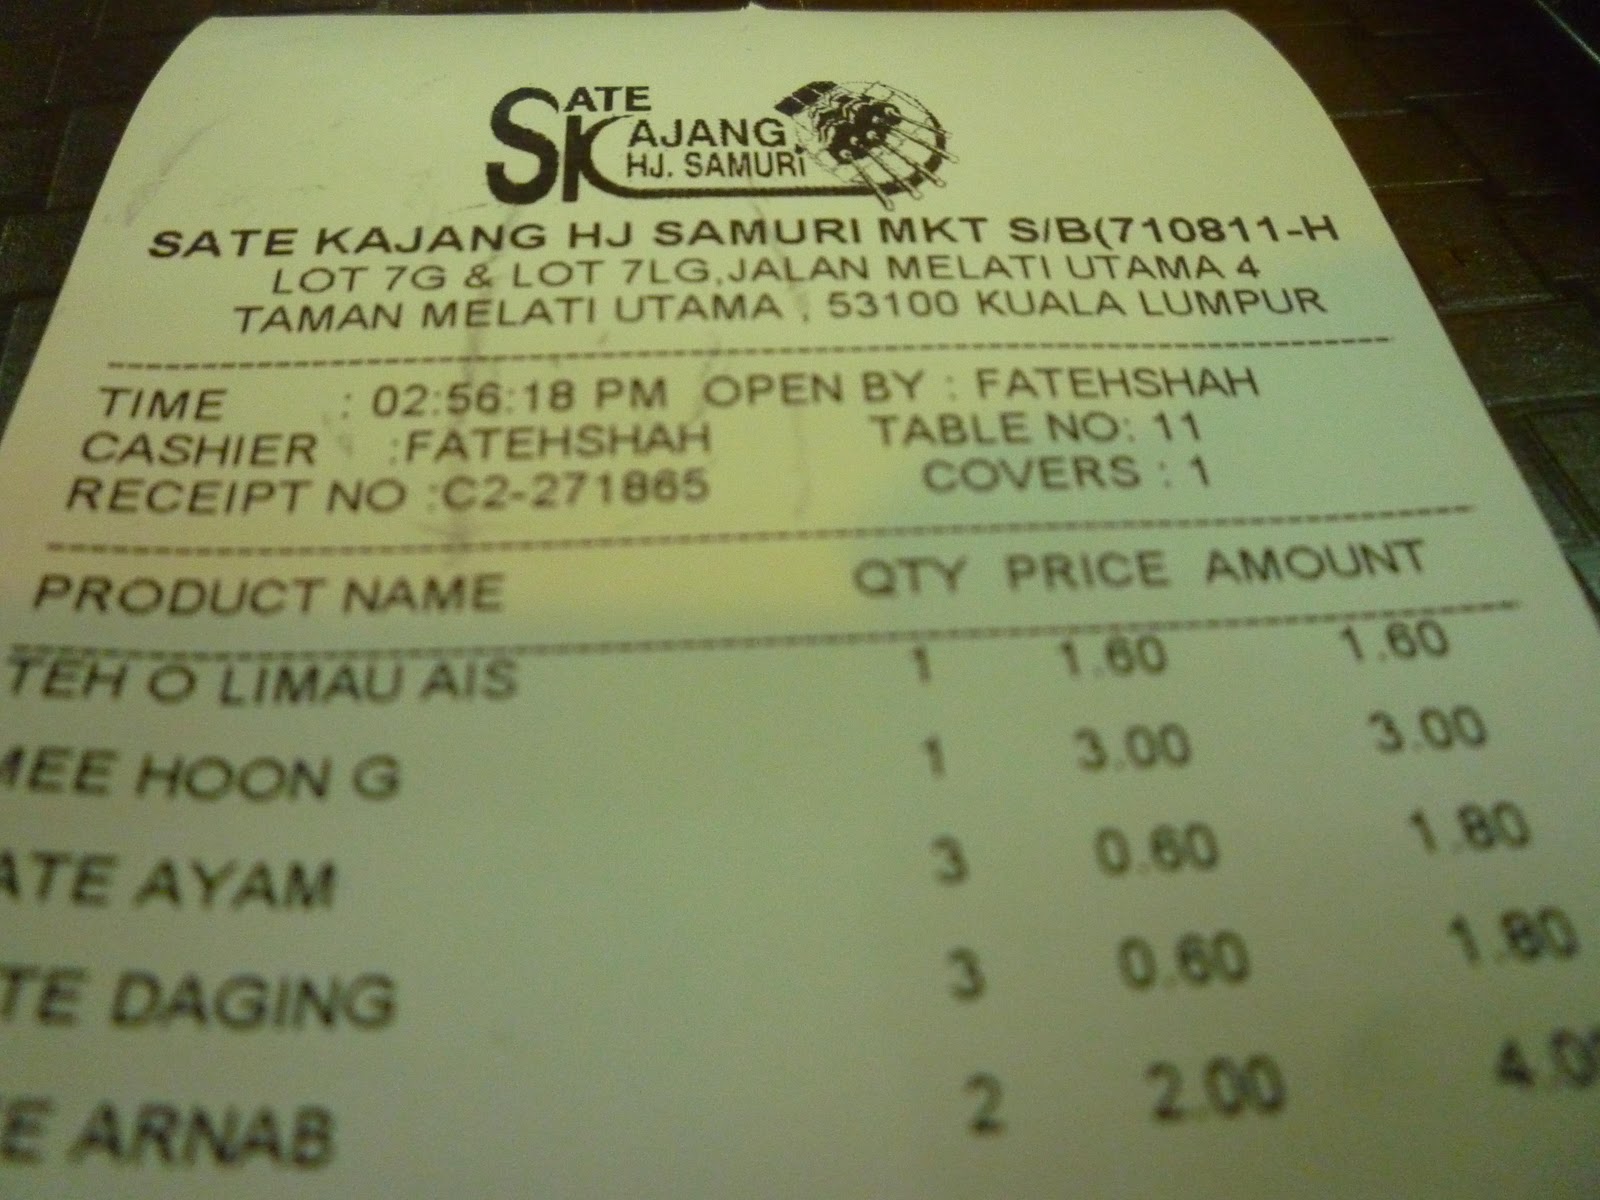 SATE
KAJANG
HJ. SAMURI
SATE KAJANG HJ SAMURI MKT S/B(710811-H
LOT 7G & LOT 7LG,JALAN MELATI UTAMA 4
TAMAN MELATI UTAMA , 53100 KUALA LUMPUR
TIME : 02:56:18 PM OPEN BY : FATEHSHAH
CASHIER :FATEHSHAH TABLE NO: 11
RECEIPT NO :C2-271865 COVERS : 1
PRODUCT NAME QTY PRICE AMOUNT
TEH O LIMAU AIS 1 1.60 1.60
MEE HOON G 1 3.00 3.00
ATE AYAM 3 0.60 1.80
TE DAGING 3 0.60 1.80
E ARNAB 2 2.00 4.00